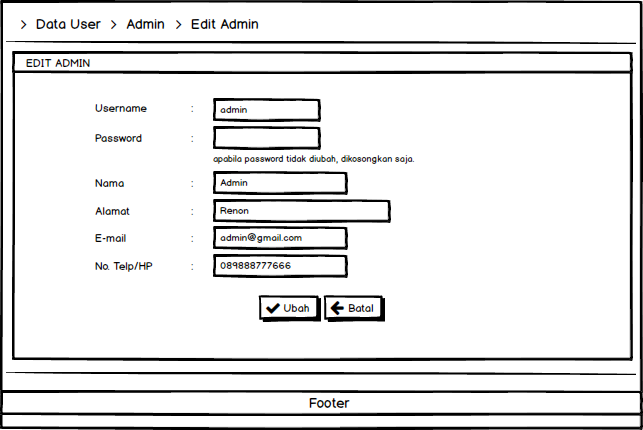 > Data User > Admin > Edit Admin
EDIT ADMIN
Username : admin
Password :
apabila password tidak diubah, dikosongkan saja.
Nama : Admin
Alamat : Renon
E-mail : admin@gmail.com
No. Telp/HP : 089888777666
Ubah Batal
Footer